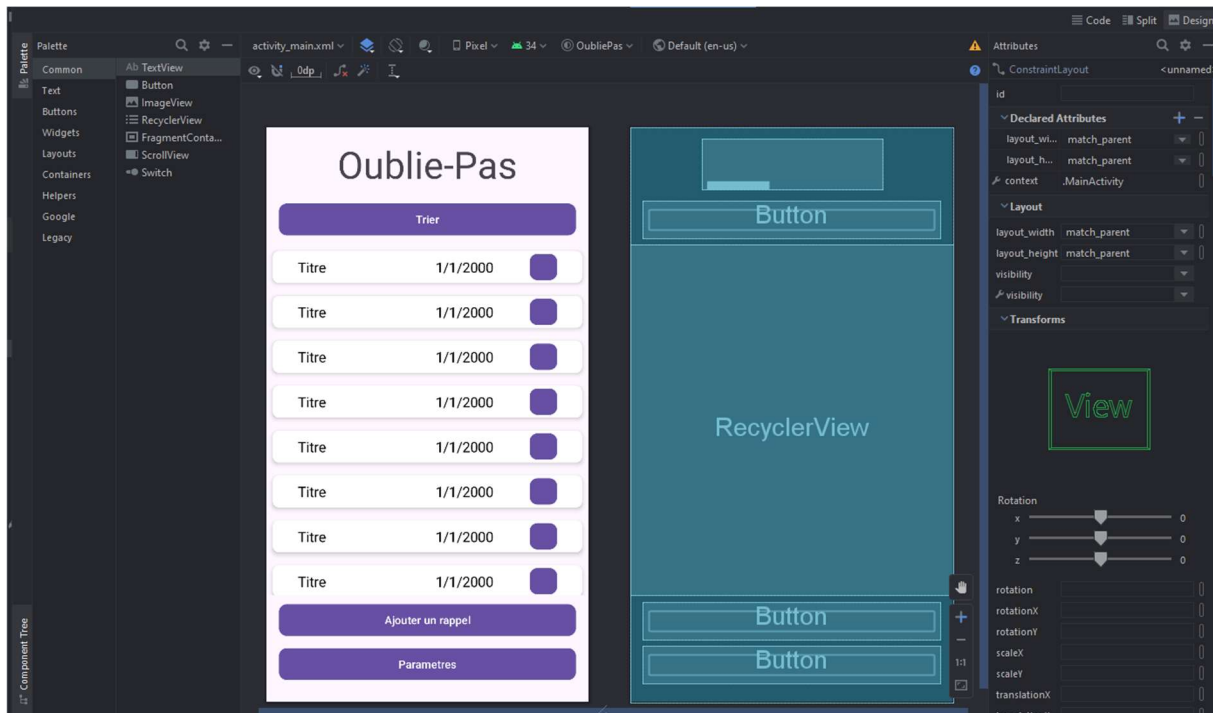 Code Split Design
Palette
Palette
Common
Text
Buttons
Widgets
Layouts
Containers
Helpers
Google
Legacy
Ab TextView
Button
ImageView
RecyclerView
FragmentConta...
ScrollView
Switch
activity_main.xml Pixel 34 OubliePas Default (en-us)
0dp
Oublie-Pas
Trier
Titre 1/1/2000
Titre 1/1/2000
Titre 1/1/2000
Titre 1/1/2000
Titre 1/1/2000
Titre 1/1/2000
Titre 1/1/2000
Titre 1/1/2000
Ajouter un rappel
Parametres
Button
RecyclerView
Button
Button
1:1
Attributes
ConstraintLayout <unnamed>
id
Declared Attributes
layout_wi... match_parent
layout_h... match_parent
context .MainActivity
Layout
layout_width match_parent
layout_height match_parent
visibility
visibility
Transforms
View
Rotation
x 0
y 0
z 0
rotation
rotationX
rotationY
scaleX
scaleY
translationX
Component Tree